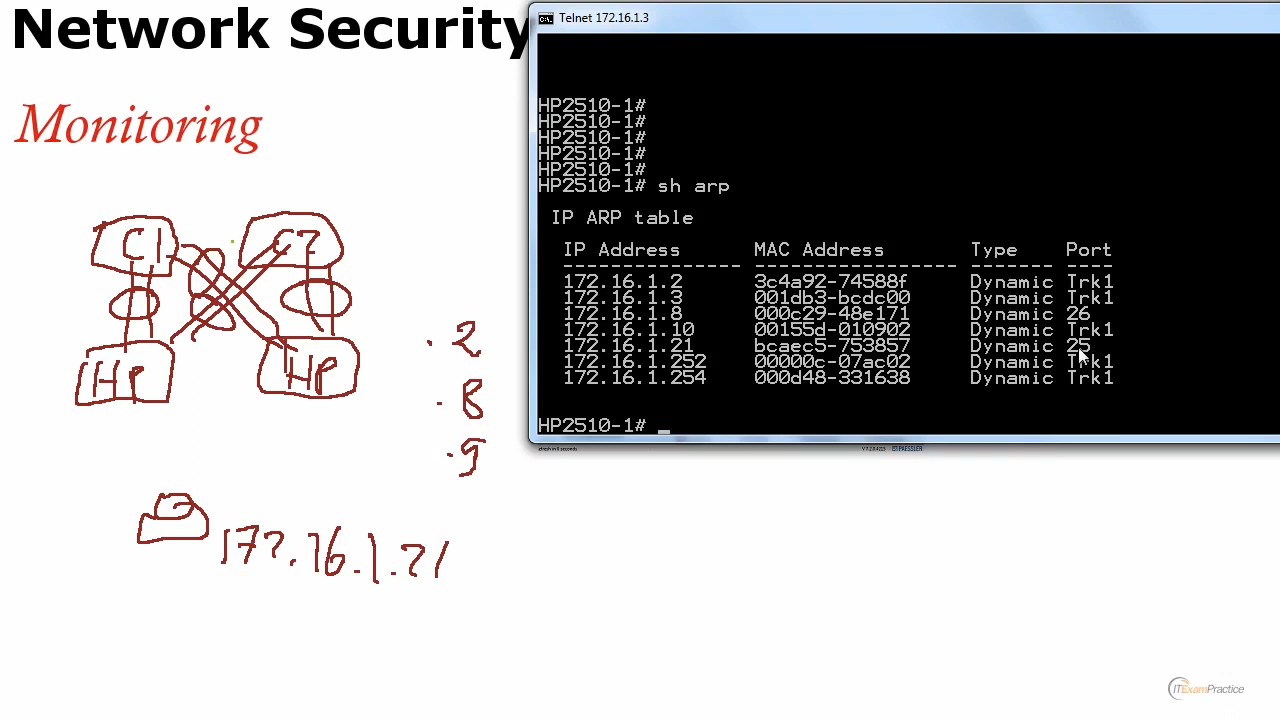 Network Security
Monitoring
C1
C2
HP
HP
.2
.8
.9
172.16.1.21
Telnet 172.16.1.3
HP2510-1#
HP2510-1#
HP2510-1#
HP2510-1#
HP2510-1#
HP2510-1# sh arp
IP ARP table
IP Address MAC Address Type Port
--------------- ----------------- ------- ----
172.16.1.2 3c4a92-74588f Dynamic Trk1
172.16.1.3 001db3-bcdc00 Dynamic Trk1
172.16.1.8 000c29-48e171 Dynamic 26
172.16.1.10 00155d-010902 Dynamic Trk1
172.16.1.21 bcaec5-753857 Dynamic 25
172.16.1.252 00000c-07ac02 Dynamic Trk1
172.16.1.254 000d48-331638 Dynamic Trk1
HP2510-1# _
ITExamPractice